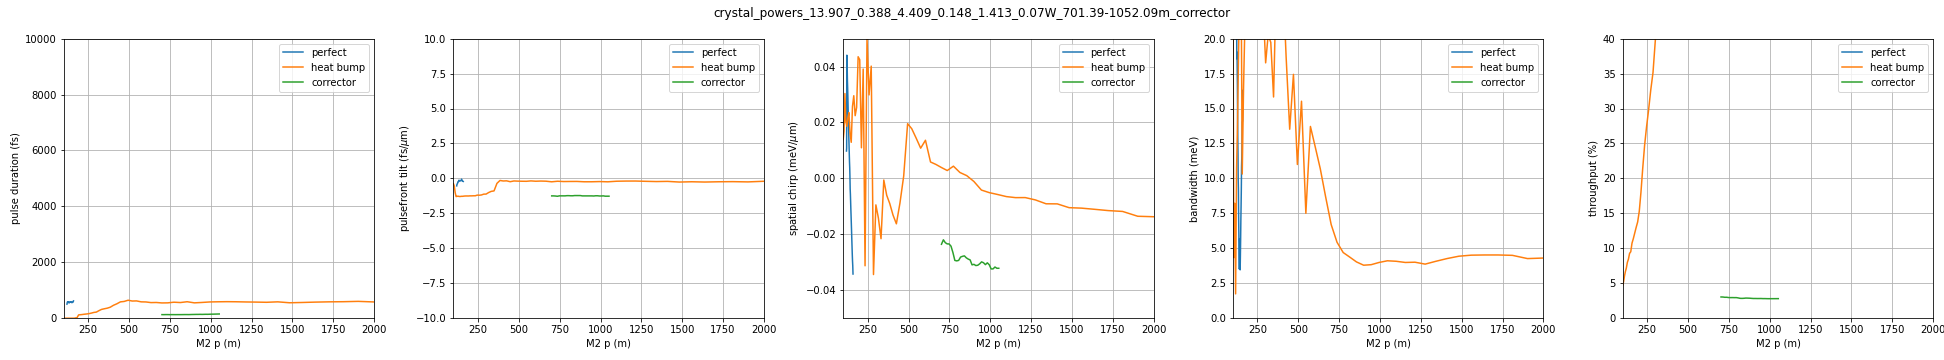 crystal_powers_13.907_0.388_4.409_0.148_1.413_0.07W_701.39-1052.09m_corrector
pulse duration (fs)
10000
8000
6000
4000
2000
0
250 500 750 1000 1250 1500 1750 2000
M2 p (m)
perfect
heat bump
corrector
pulsefront tilt (fs/μm)
10.0
7.5
5.0
2.5
0.0
−2.5
−5.0
−7.5
−10.0
250 500 750 1000 1250 1500 1750 2000
M2 p (m)
perfect
heat bump
corrector
spatial chirp (meV/μm)
0.04
0.02
0.00
−0.02
−0.04
250 500 750 1000 1250 1500 1750 2000
M2 p (m)
perfect
heat bump
corrector
bandwidth (meV)
20.0
17.5
15.0
12.5
10.0
7.5
5.0
2.5
0.0
250 500 750 1000 1250 1500 1750 2000
M2 p (m)
perfect
heat bump
corrector
throughput (%)
40
35
30
25
20
15
10
5
0
250 500 750 1000 1250 1500 1750 2000
M2 p (m)
perfect
heat bump
corrector